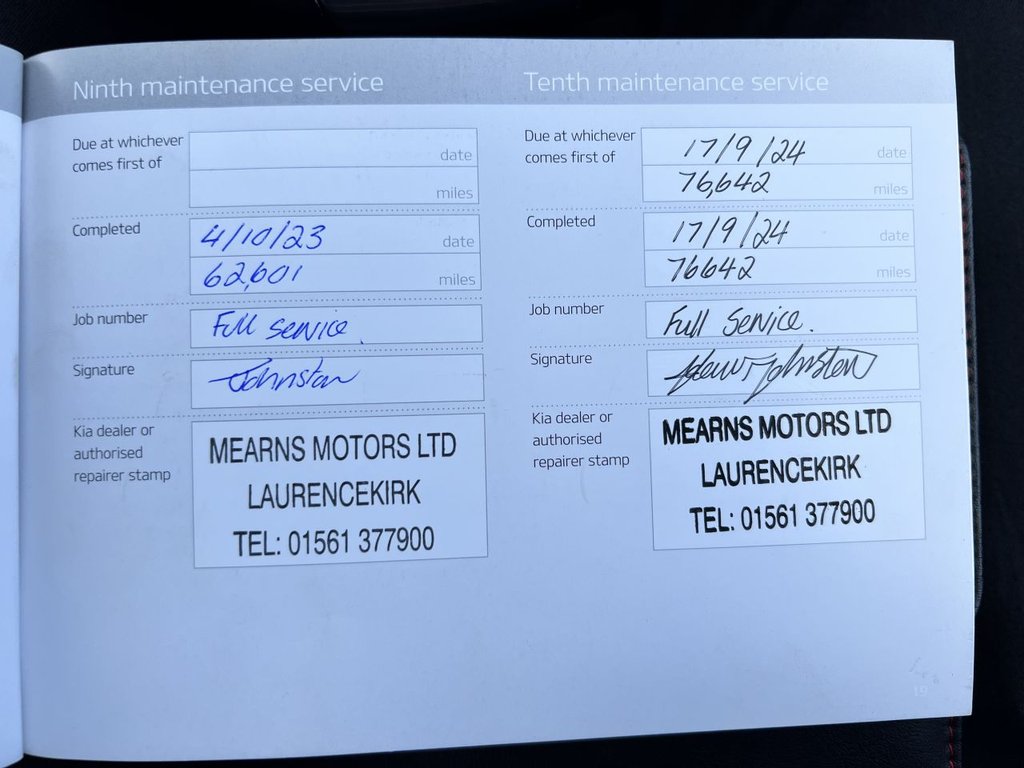 Ninth maintenance service
Due at whichever
comes first of
date
miles
Completed
4/10/23 date
62,601 miles
Job number
Full service.
Signature
Johnston
Kia dealer or
authorised
repairer stamp
MEARNS MOTORS LTD
LAURENCEKIRK
TEL: 01561 377900
Tenth maintenance service
Due at whichever
comes first of
17/9/24 date
76,642 miles
Completed
17/9/24 date
76642 miles
Job number
Full Service.
Signature
Johnston
Kia dealer or
authorised
repairer stamp
MEARNS MOTORS LTD
LAURENCEKIRK
TEL: 01561 377900
19